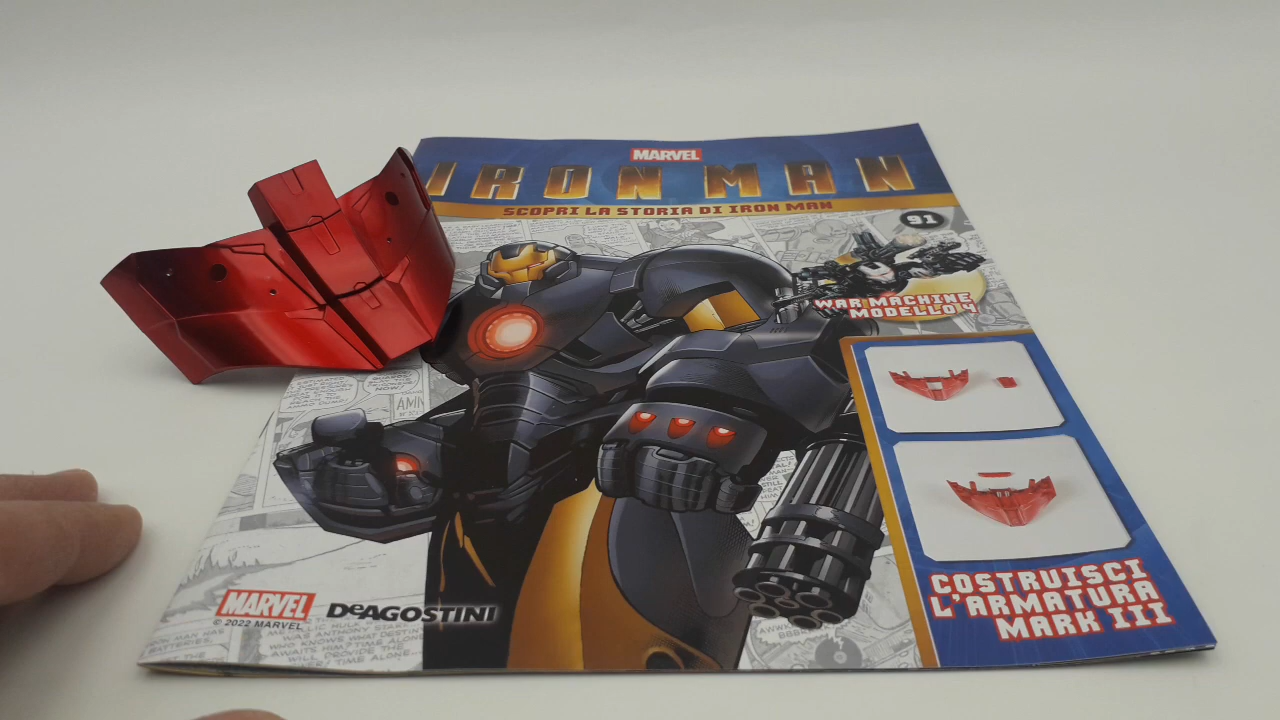 MARVEL
IRON MAN
SCOPRI LA STORIA DI IRON MAN
91
WAR MACHINE
MODELLO 4
MARVEL
© 2022 MARVEL
DeAGOSTINI
COSTRUISCI
L'ARMATURA
MARK III